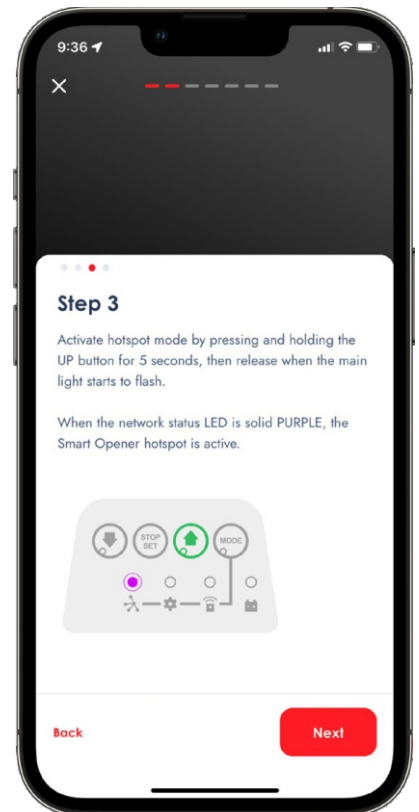 9:36
Step 3
Activate hotspot mode by pressing and holding the
UP button for 5 seconds, then release when the main
light starts to flash.
When the network status LED is solid PURPLE, the
Smart Opener hotspot is active.
STOP
SET
MODE
Back
Next